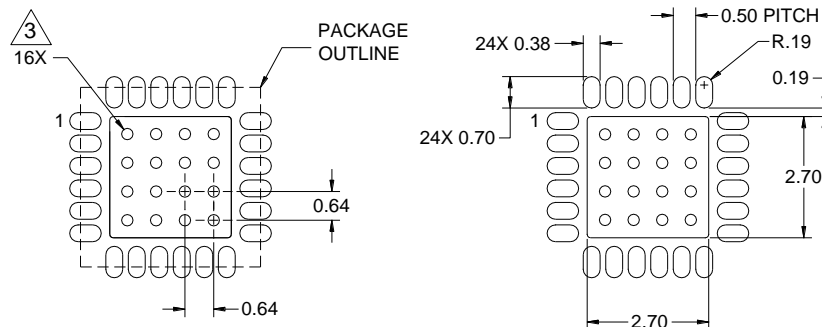 3
16X
PACKAGE
OUTLINE
1
0.64
0.64
24X 0.38
0.50 PITCH
R.19
0.19
24X 0.70
1
2.70
2.70